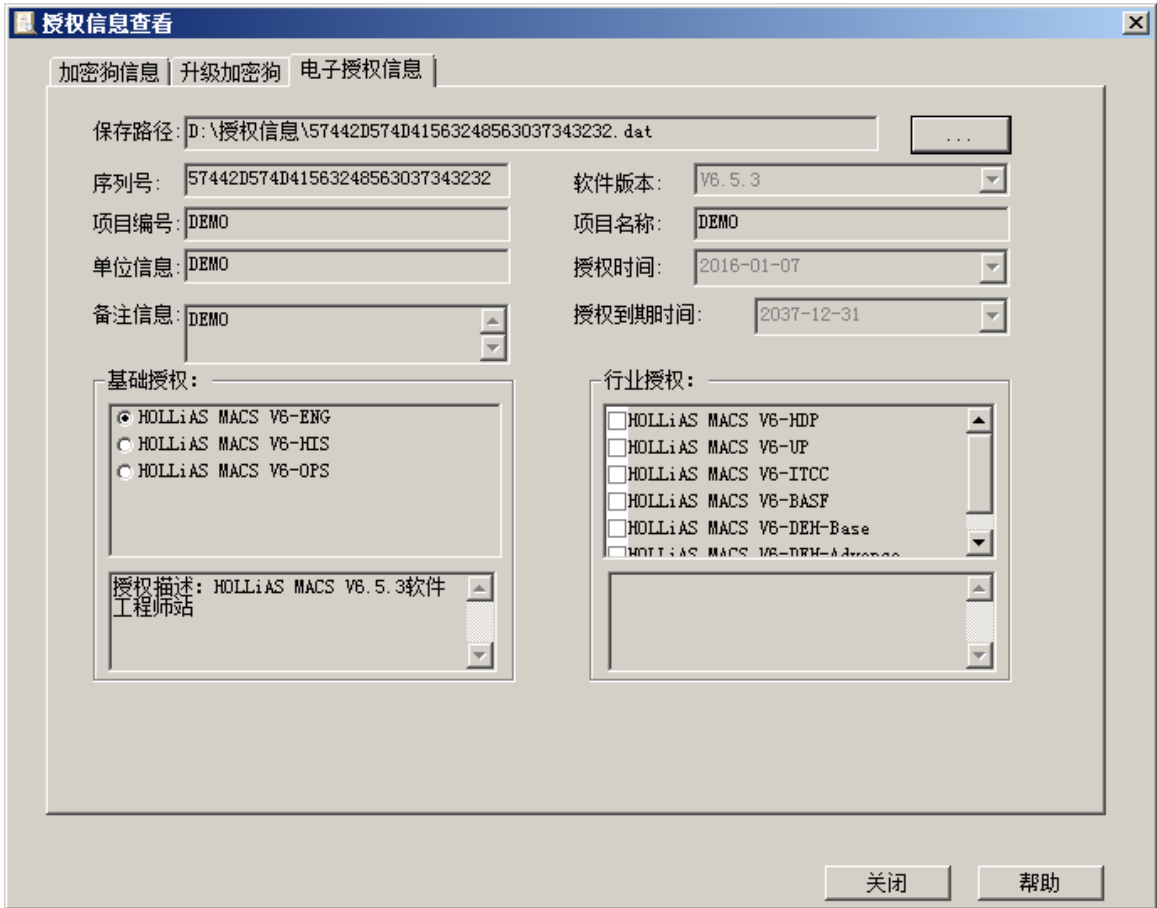 授权信息查看
加密狗信息 升级加密狗 电子授权信息
保存路径: D:\授权信息\57442D574D41563248563037343232.dat ...
序列号: 57442D574D41563248563037343232 软件版本: V6.5.3
项目编号: DEMO 项目名称: DEMO
单位信息: DEMO 授权时间: 2016-01-07
备注信息: DEMO 授权到期时间: 2037-12-31
基础授权: 行业授权:
HOLLiAS MACS V6-ENG
HOLLiAS MACS V6-HIS
HOLLiAS MACS V6-OPS
HOLLiAS MACS V6-HDP
HOLLiAS MACS V6-UP
HOLLiAS MACS V6-ITCC
HOLLiAS MACS V6-BASF
HOLLiAS MACS V6-DEH-Base
HOLLiAS MACS V6-DEH-Advance
授权描述: HOLLiAS MACS V6.5.3软件
工程师站
关闭 帮助